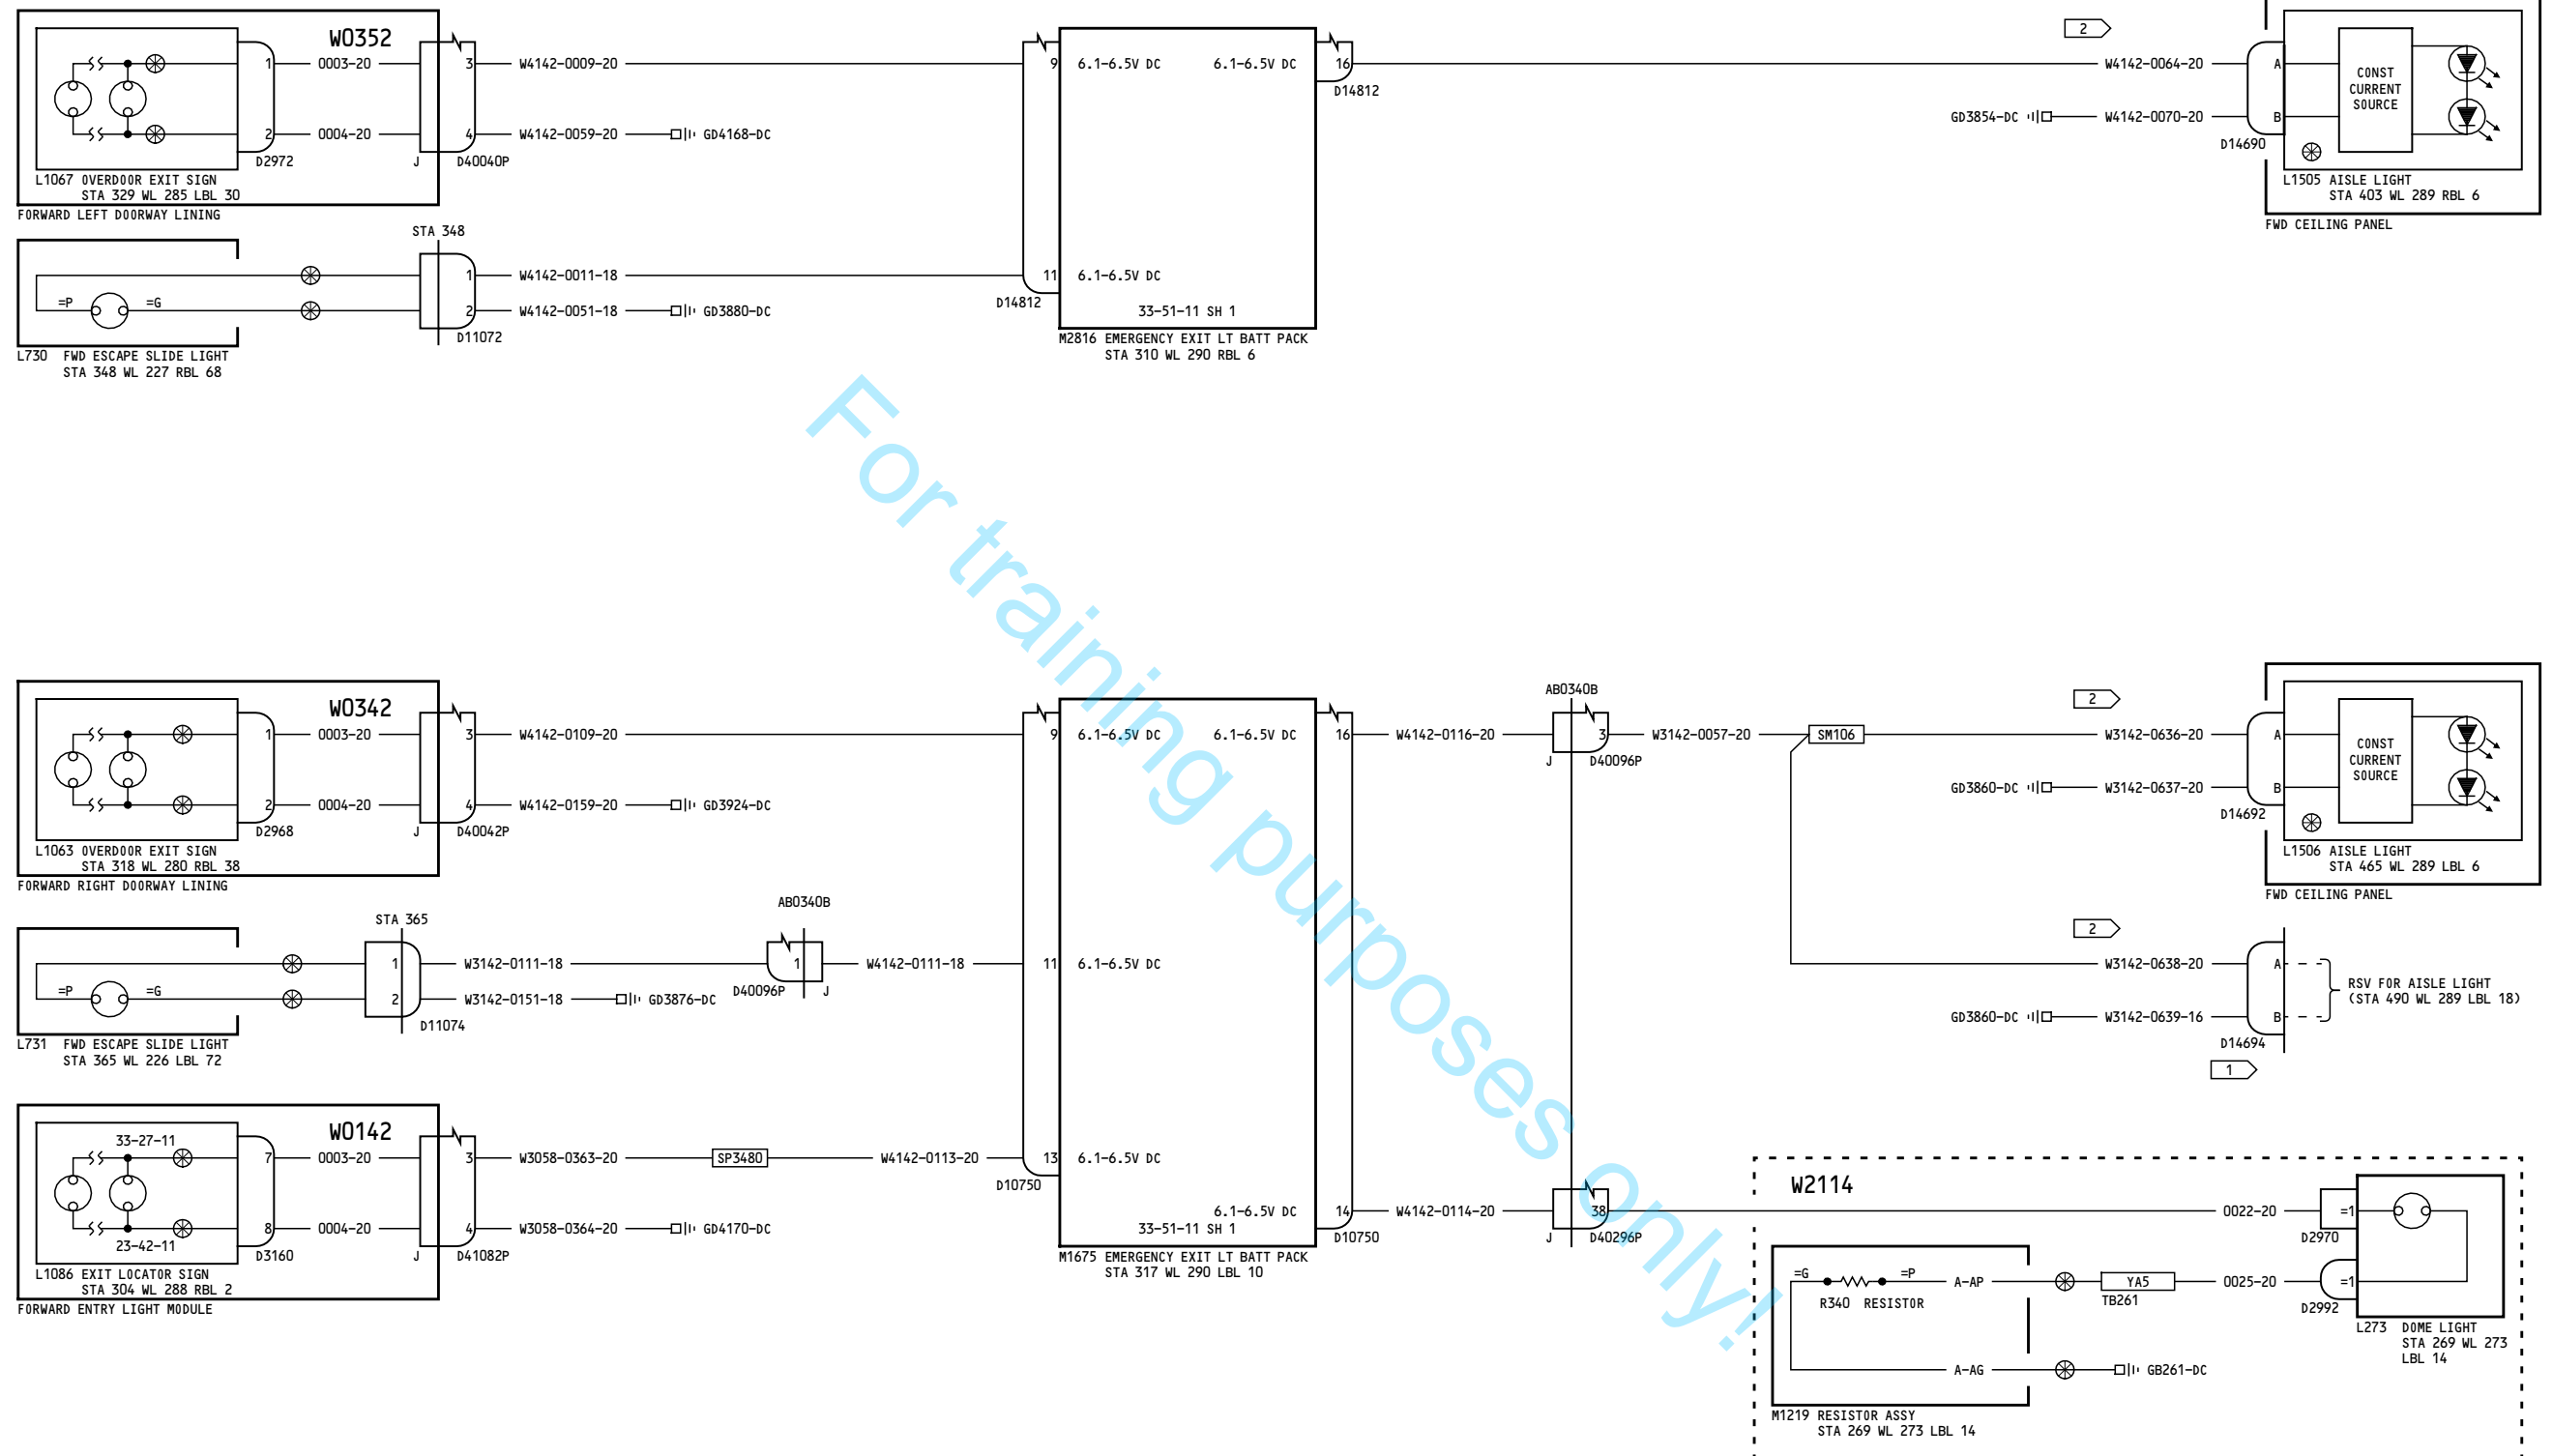 W0352
1 0003-20 3 W4142-0009-20 9 6.1-6.5V DC 6.1-6.5V DC 16 W4142-0064-20 A
2
CONST
CURRENT
SOURCE
D14812
2 0004-20 4 W4142-0059-20 GD4168-DC
GD3854-DC W4142-0070-20 B
D14690
D2972 J D40040P
L1067 OVERDOOR EXIT SIGN
STA 329 WL 285 LBL 30
FORWARD LEFT DOORWAY LINING
L1505 AISLE LIGHT
STA 403 WL 289 RBL 6
FWD CEILING PANEL
STA 348
1 W4142-0011-18 11 6.1-6.5V DC
=P =G 2 W4142-0051-18 GD3880-DC
D14812
33-51-11 SH 1
D11072
M2816 EMERGENCY EXIT LT BATT PACK
STA 310 WL 290 RBL 6
L730 FWD ESCAPE SLIDE LIGHT
STA 348 WL 227 RBL 68
For training purposes only!
W0342
AB0340B
2
1 0003-20 3 W4142-0109-20 9 6.1-6.5V DC 6.1-6.5V DC 16 W4142-0116-20 3 W3142-0057-20 SM106 W3142-0636-20 A
J D40096P
CONST
CURRENT
SOURCE
2 0004-20 4 W4142-0159-20 GD3924-DC
GD3860-DC W3142-0637-20 B
D14692
D2968 J D40042P
L1063 OVERDOOR EXIT SIGN
STA 318 WL 280 RBL 38
FORWARD RIGHT DOORWAY LINING
L1506 AISLE LIGHT
STA 465 WL 289 LBL 6
FWD CEILING PANEL
STA 365
AB0340B
2
1 W3142-0111-18 1 W4142-0111-18 11 6.1-6.5V DC
W3142-0638-20 A
=P =G 2 W3142-0151-18 GD3876-DC D40096P J
RSV FOR AISLE LIGHT
(STA 490 WL 289 LBL 18)
GD3860-DC W3142-0639-16 B
D14694
1
D11074
L731 FWD ESCAPE SLIDE LIGHT
STA 365 WL 226 LBL 72
W0142
33-27-11
7 0003-20 3 W3058-0363-20 SP3480 W4142-0113-20 13 6.1-6.5V DC
D10750
8 0004-20 4 W3058-0364-20 GD4170-DC
23-42-11
D3160 J D41082P
L1086 EXIT LOCATOR SIGN
STA 304 WL 288 RBL 2
FORWARD ENTRY LIGHT MODULE
6.1-6.5V DC 14 W4142-0114-20 38
33-51-11 SH 1
D10750 J D40296P
M1675 EMERGENCY EXIT LT BATT PACK
STA 317 WL 290 LBL 10
W2114
0022-20 =1
D2970
=G =P A-AP YA5 0025-20 =1
R340 RESISTOR
TB261
D2992
L273 DOME LIGHT
STA 269 WL 273
LBL 14
A-AG GB261-DC
M1219 RESISTOR ASSY
STA 269 WL 273 LBL 14